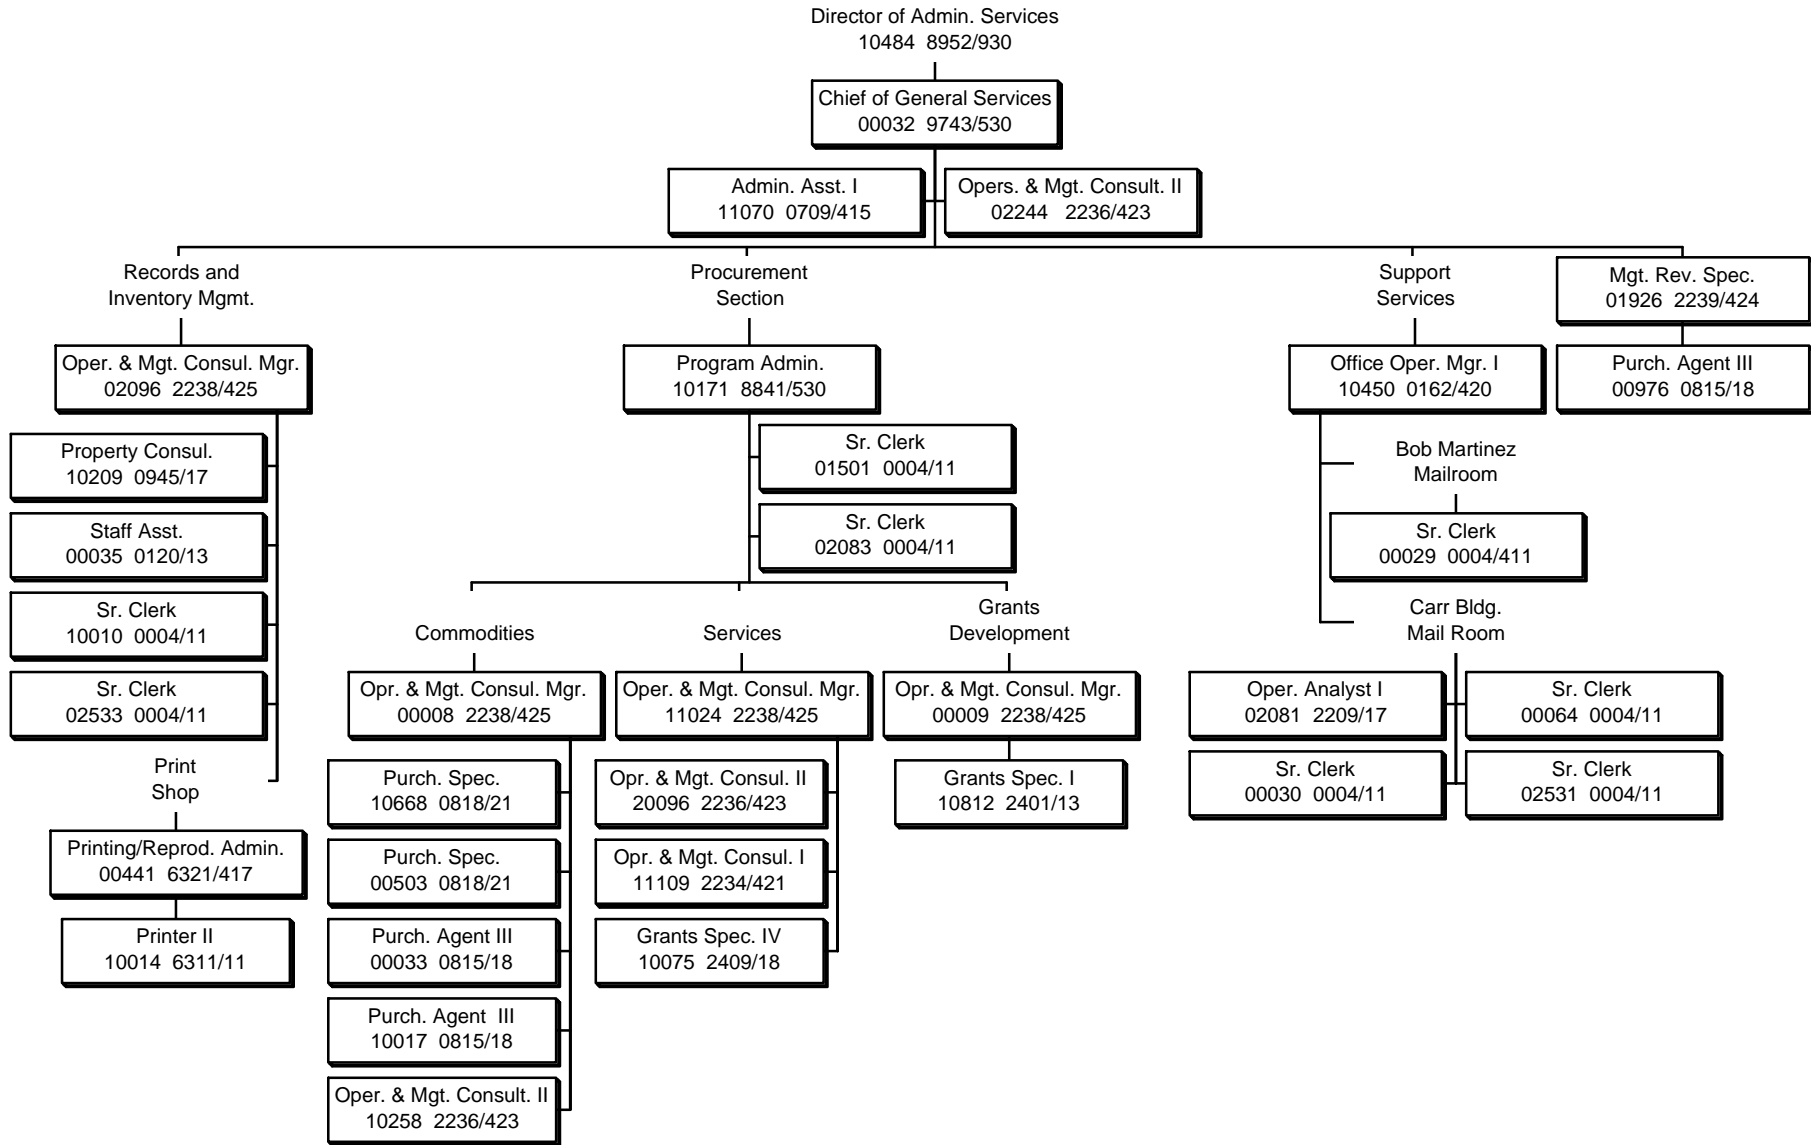 Director of Admin. Services
10484 8952/930
Chief of General Services
00032 9743/530
Admin. Asst. I
11070 0709/415
Opers. & Mgt. Consult. II
02244 2236/423
Records and
Inventory Mgmt.
Oper. & Mgt. Consul. Mgr.
02096 2238/425
Property Consul.
10209 0945/17
Staff Asst.
00035 0120/13
Sr. Clerk
10010 0004/11
Sr. Clerk
02533 0004/11
Print
Shop
Printing/Reprod. Admin.
00441 6321/417
Printer II
10014 6311/11
Procurement
Section
Program Admin.
10171 8841/530
Sr. Clerk
01501 0004/11
Sr. Clerk
02083 0004/11
Commodities
Opr. & Mgt. Consul. Mgr.
00008 2238/425
Purch. Spec.
10668 0818/21
Purch. Spec.
00503 0818/21
Purch. Agent III
00033 0815/18
Purch. Agent III
10017 0815/18
Oper. & Mgt. Consult. II
10258 2236/423
Services
Oper. & Mgt. Consul. Mgr.
11024 2238/425
Opr. & Mgt. Consul. II
20096 2236/423
Opr. & Mgt. Consul. I
11109 2234/421
Grants Spec. IV
10075 2409/18
Grants
Development
Opr. & Mgt. Consul. Mgr.
00009 2238/425
Grants Spec. I
10812 2401/13
Support
Services
Office Oper. Mgr. I
10450 0162/420
Bob Martinez
Mailroom
Sr. Clerk
00029 0004/411
Carr Bldg.
Mail Room
Oper. Analyst I
02081 2209/17
Sr. Clerk
00064 0004/11
Sr. Clerk
00030 0004/11
Sr. Clerk
02531 0004/11
Mgt. Rev. Spec.
01926 2239/424
Purch. Agent III
00976 0815/18